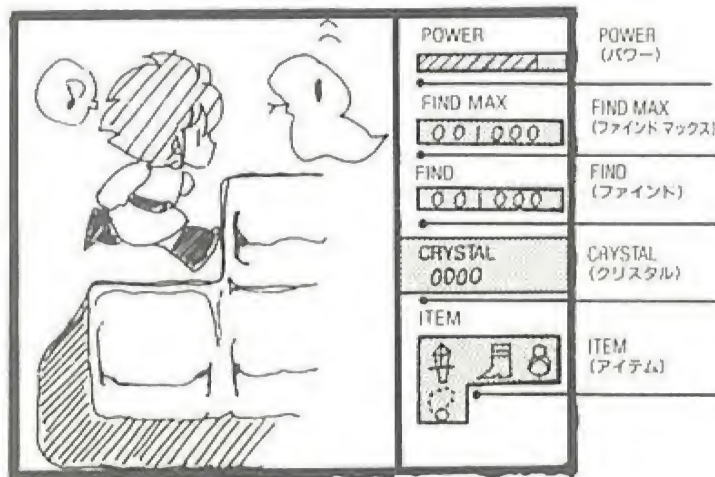 POWER
FIND MAX
001000
FIND
001000
CRYSTAL
0000
ITEM
POWER
(パワー)
FIND MAX
(ファインド マックス)
FIND
(ファインド)
CRYSTAL
(クリスタル)
ITEM
(アイテム)